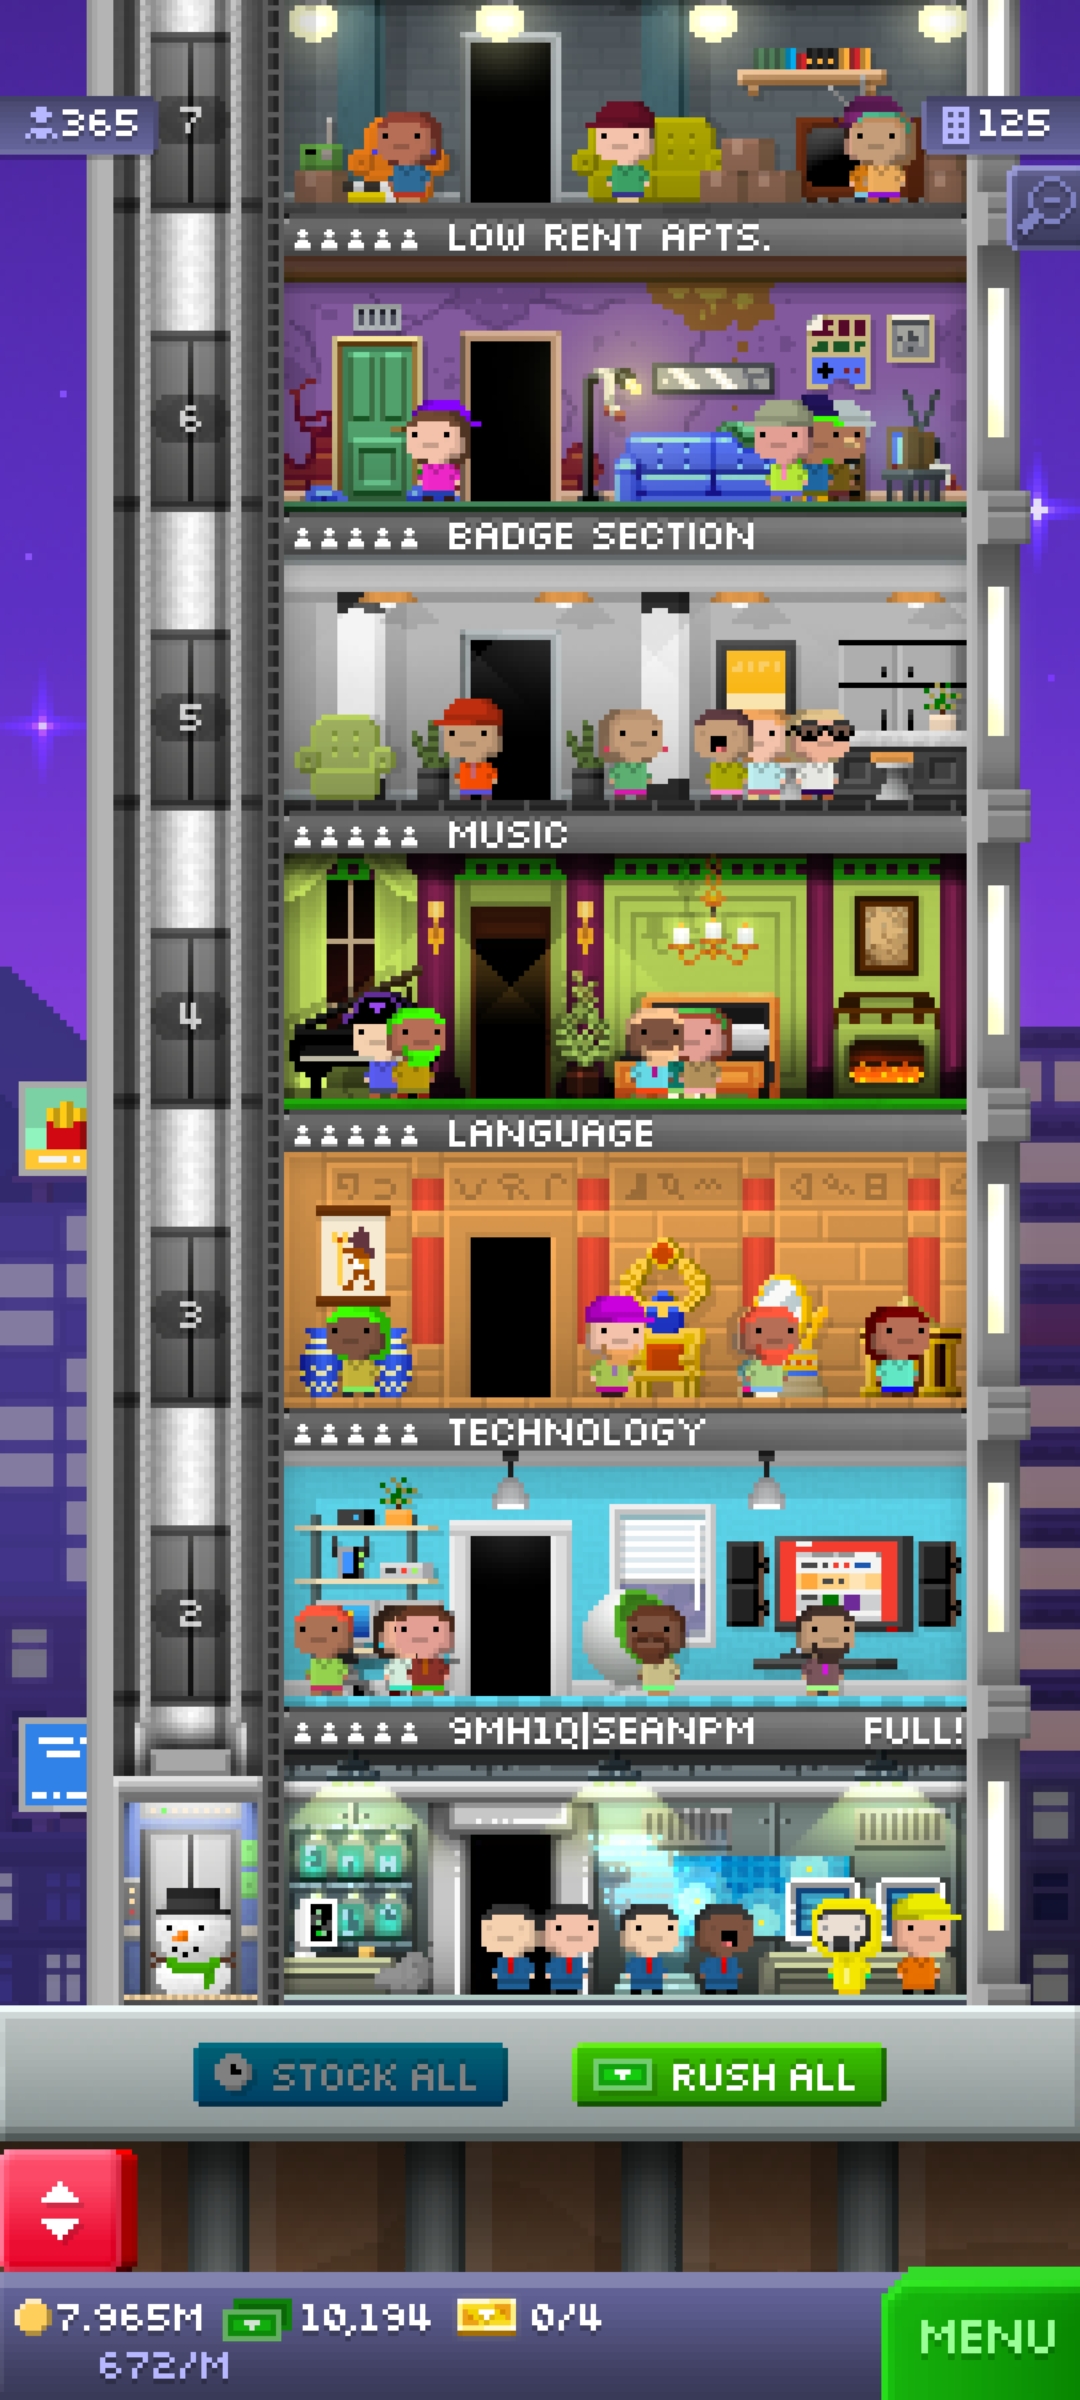 365
7
125
LOW RENT APTS.
6
BADGE SECTION
5
MUSIC
4
LANGUAGE
3
TECHNOLOGY
2
9MH1Q|SEANPM FULL!
STOCK ALL
RUSH ALL
7.965M 10,194 0/4
672/M
MENU